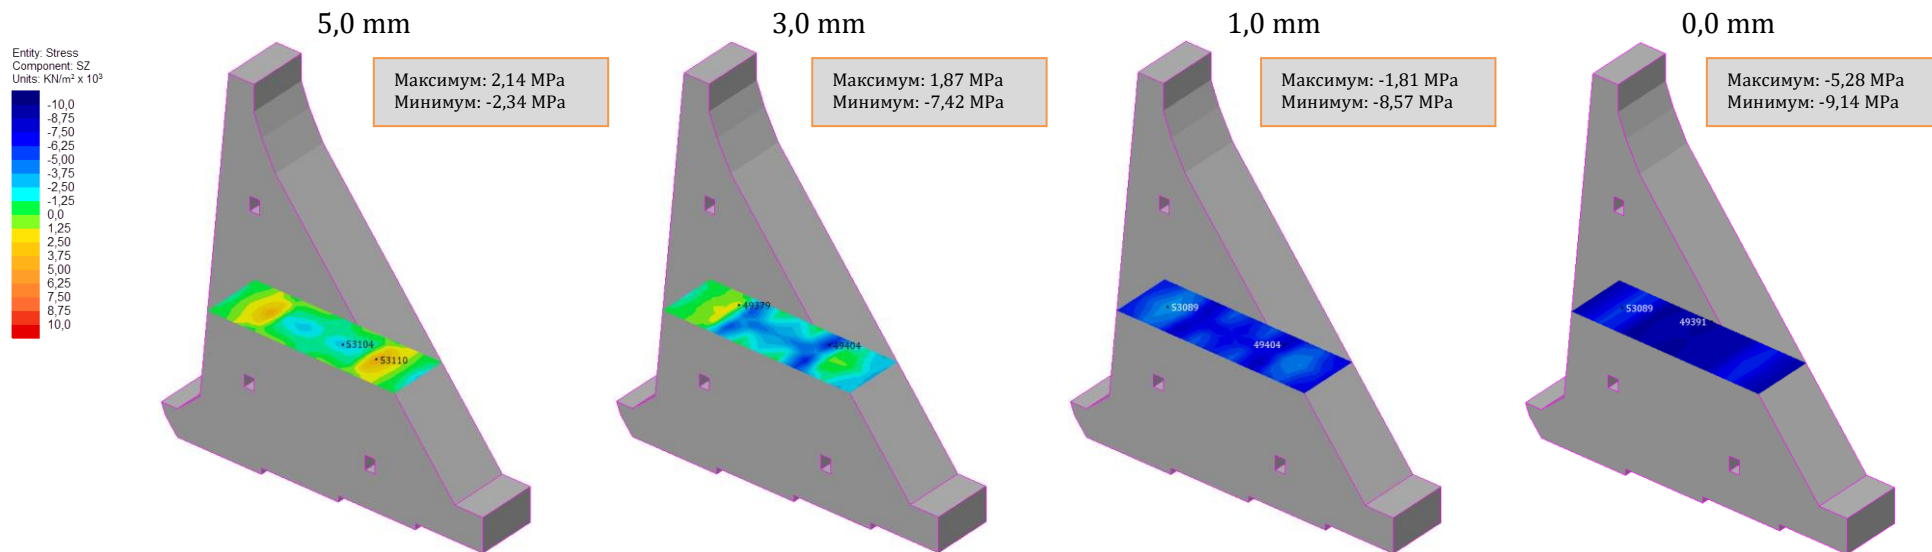 5,0 mm
3,0 mm
1,0 mm
0,0 mm
Entity: Stress
Component: SZ
Units: KN/m² x 10³
-10,0
-8,75
-7,50
-6,25
-5,00
-3,75
-2,50
-1,25
0,0
1,25
2,50
3,75
5,00
6,25
7,50
8,75
10,0
Максимум: 2,14 MPa
Минимум: -2,34 MPa
Максимум: 1,87 MPa
Минимум: -7,42 MPa
Максимум: -1,81 MPa
Минимум: -8,57 MPa
Максимум: -5,28 MPa
Минимум: -9,14 MPa
53104
53110
49379
49404
53089
49404
53089
49391